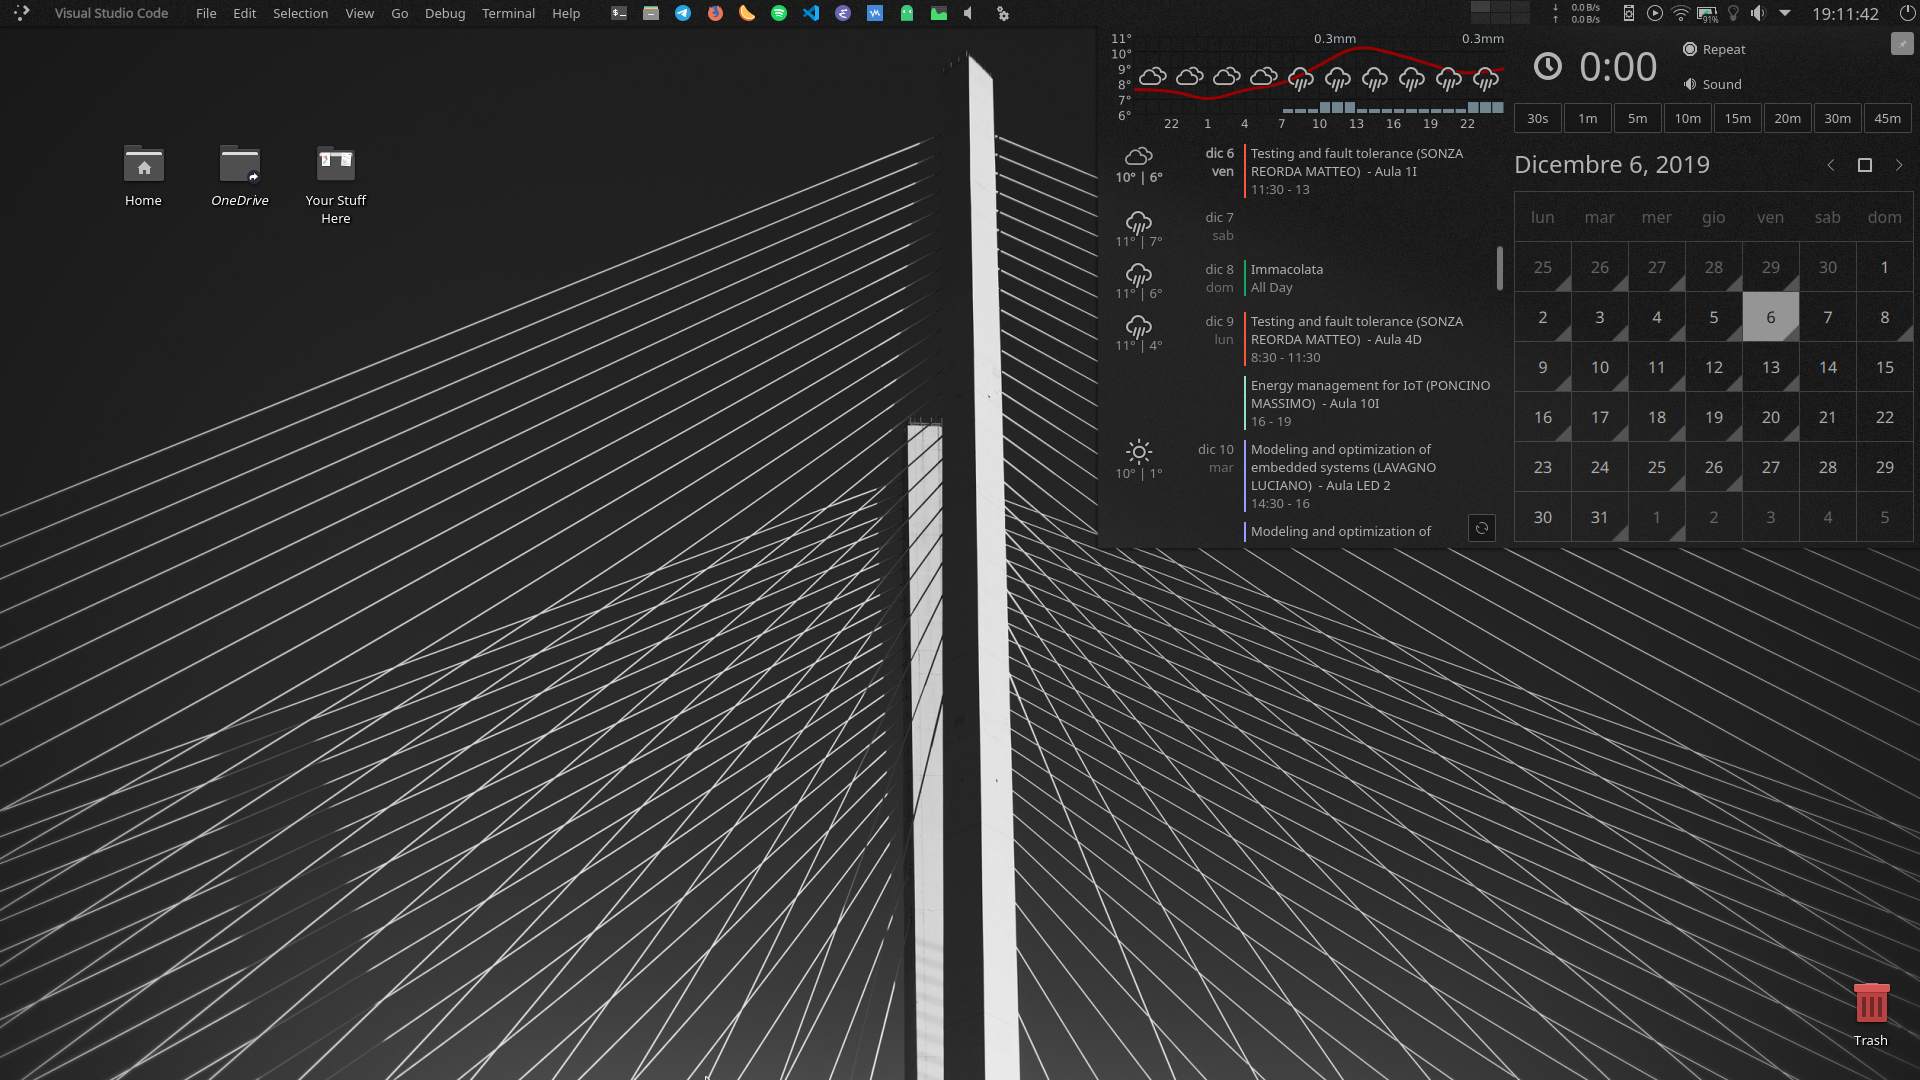 Visual Studio Code File Edit Selection View Go Debug Terminal Help
0.0 B/s
0.0 B/s
91%
19:11:42
Home
OneDrive
Your Stuff
Here
0.3mm 0.3mm
11°
10°
9°
8°
7°
6°
22 1 4 7 10 13 16 19 22
10° | 6°
dic 6
ven
Testing and fault tolerance (SONZA
REORDA MATTEO)  - Aula 1I
11:30 - 13
11° | 7°
dic 7
sab
11° | 6°
dic 8
dom
Immacolata
All Day
11° | 4°
dic 9
lun
Testing and fault tolerance (SONZA
REORDA MATTEO)  - Aula 4D
8:30 - 11:30
Energy management for IoT (PONCINO
MASSIMO)  - Aula 10I
16 - 19
10° | 1°
dic 10
mar
Modeling and optimization of
embedded systems (LAVAGNO
LUCIANO)  - Aula LED 2
14:30 - 16
Modeling and optimization of
0:00
Repeat
Sound
30s 1m 5m 10m 15m 20m 30m 45m
Dicembre 6, 2019
lun mar mer gio ven sab dom
25 26 27 28 29 30 1
2 3 4 5 6 7 8
9 10 11 12 13 14 15
16 17 18 19 20 21 22
23 24 25 26 27 28 29
30 31 1 2 3 4 5
Trash